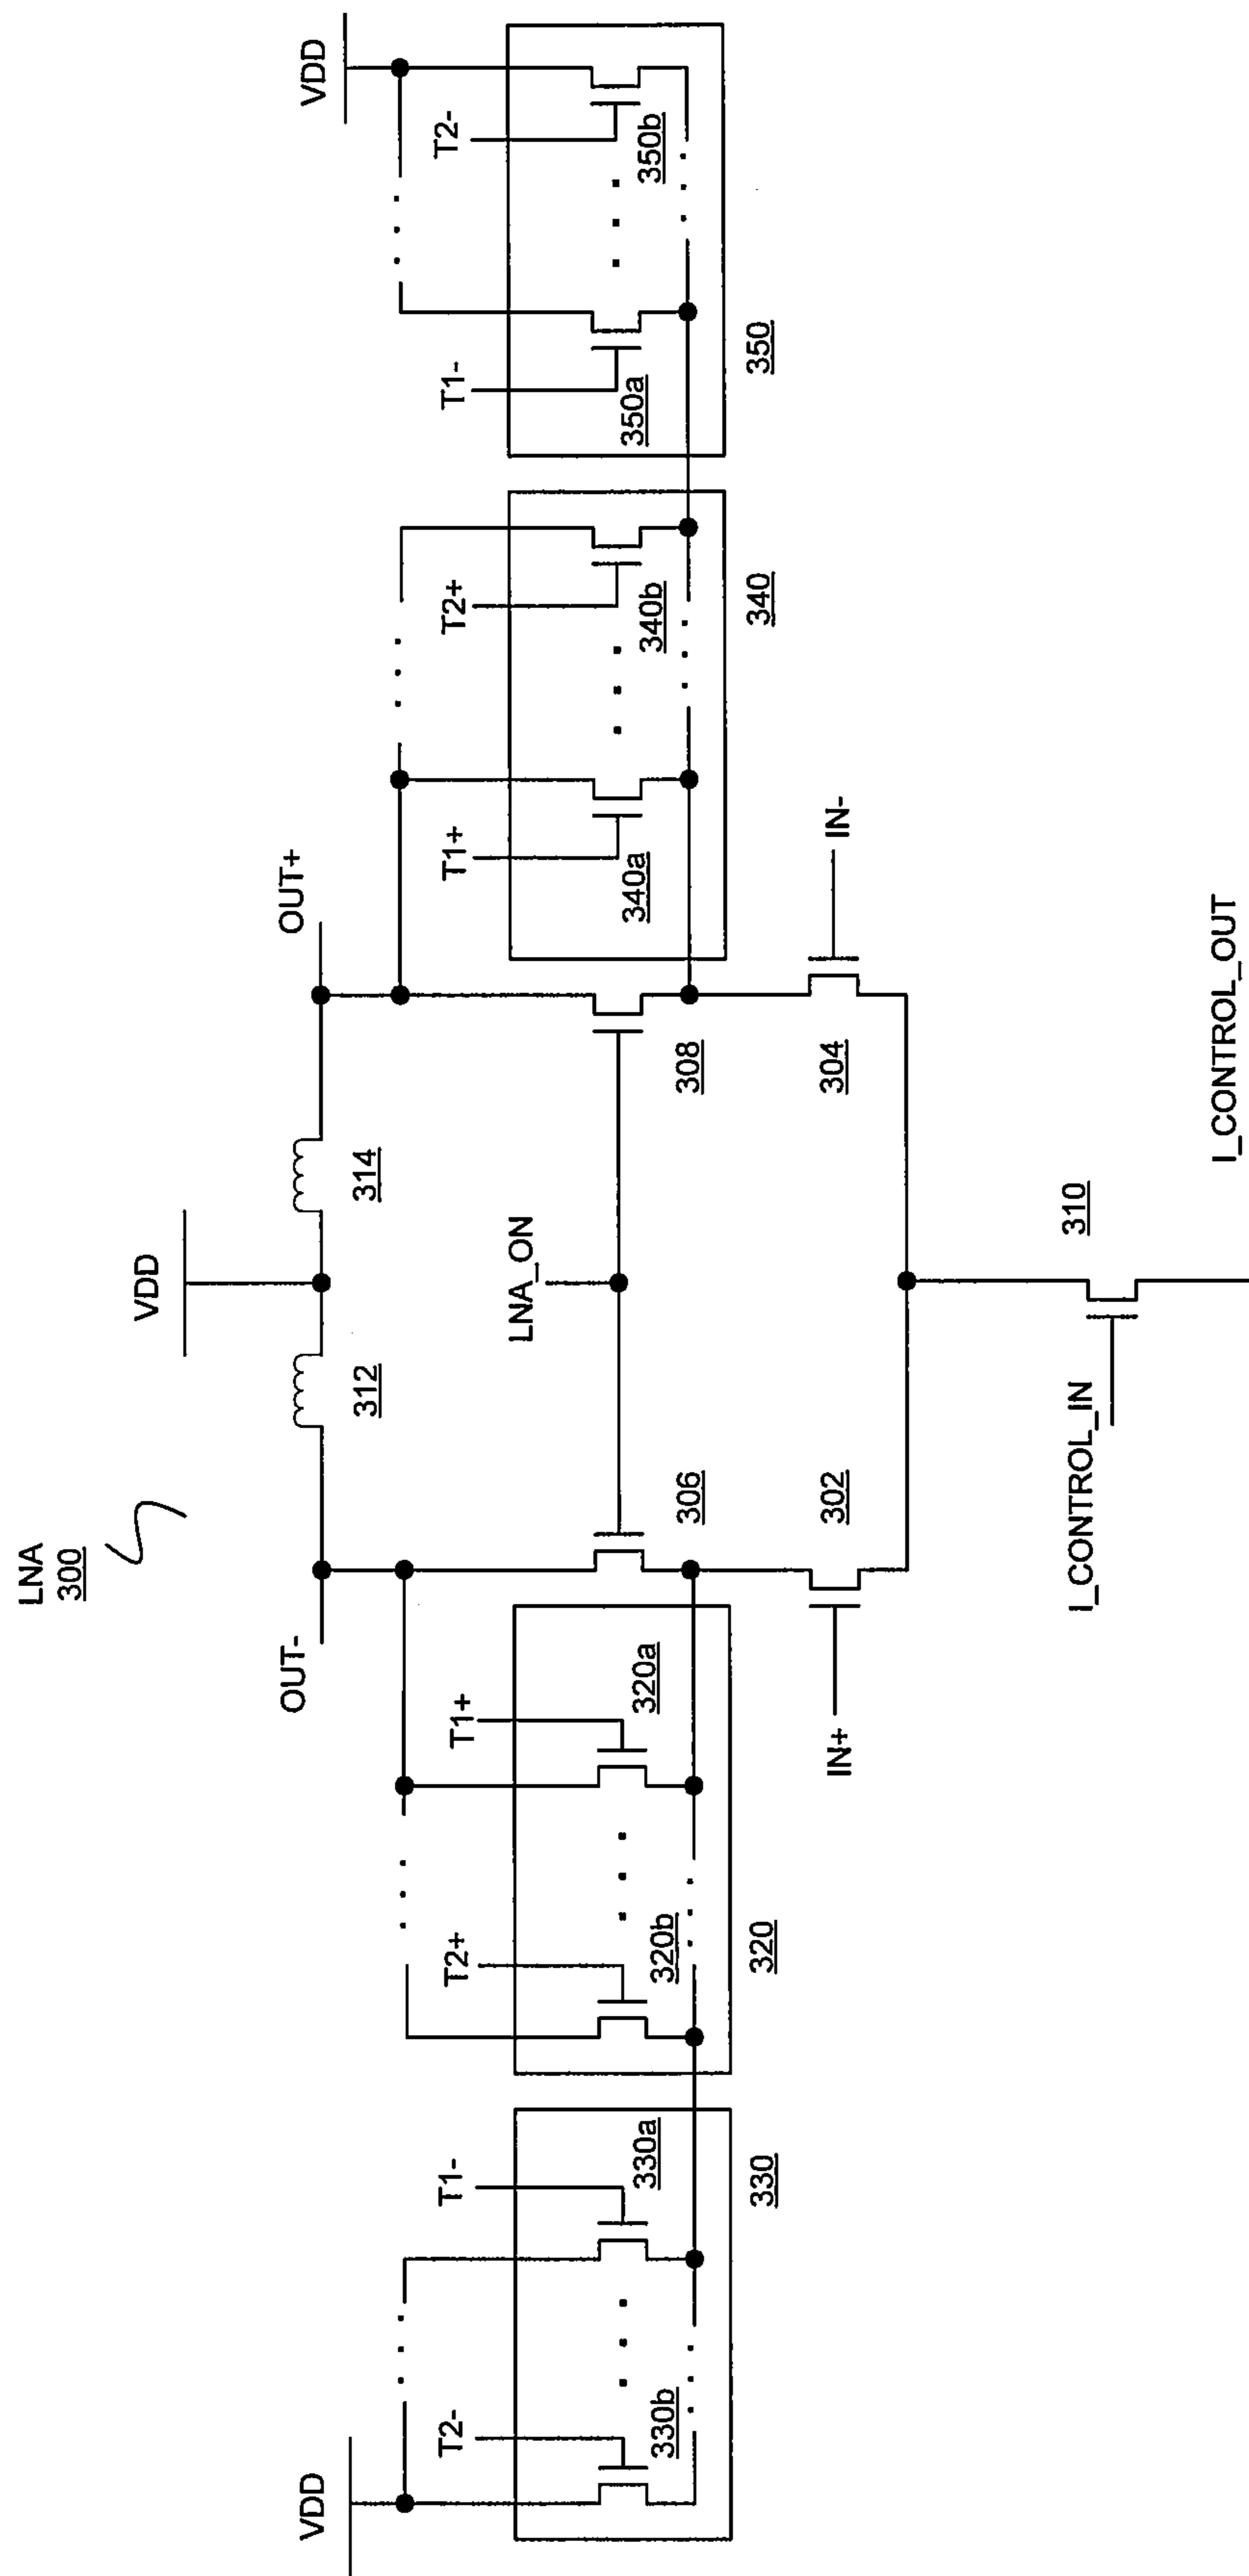 LNA
300
VDD
VDD
VDD
OUT-
312
314
OUT+
T2-
T1-
T2+
T1+
LNA_ON
T1+
T2+
T1-
T2-
330b
330a
320b
320a
306
308
340a
340b
350a
350b
330
320
340
350
IN+
302
304
IN-
I_CONTROL_IN
310
I_CONTROL_OUT